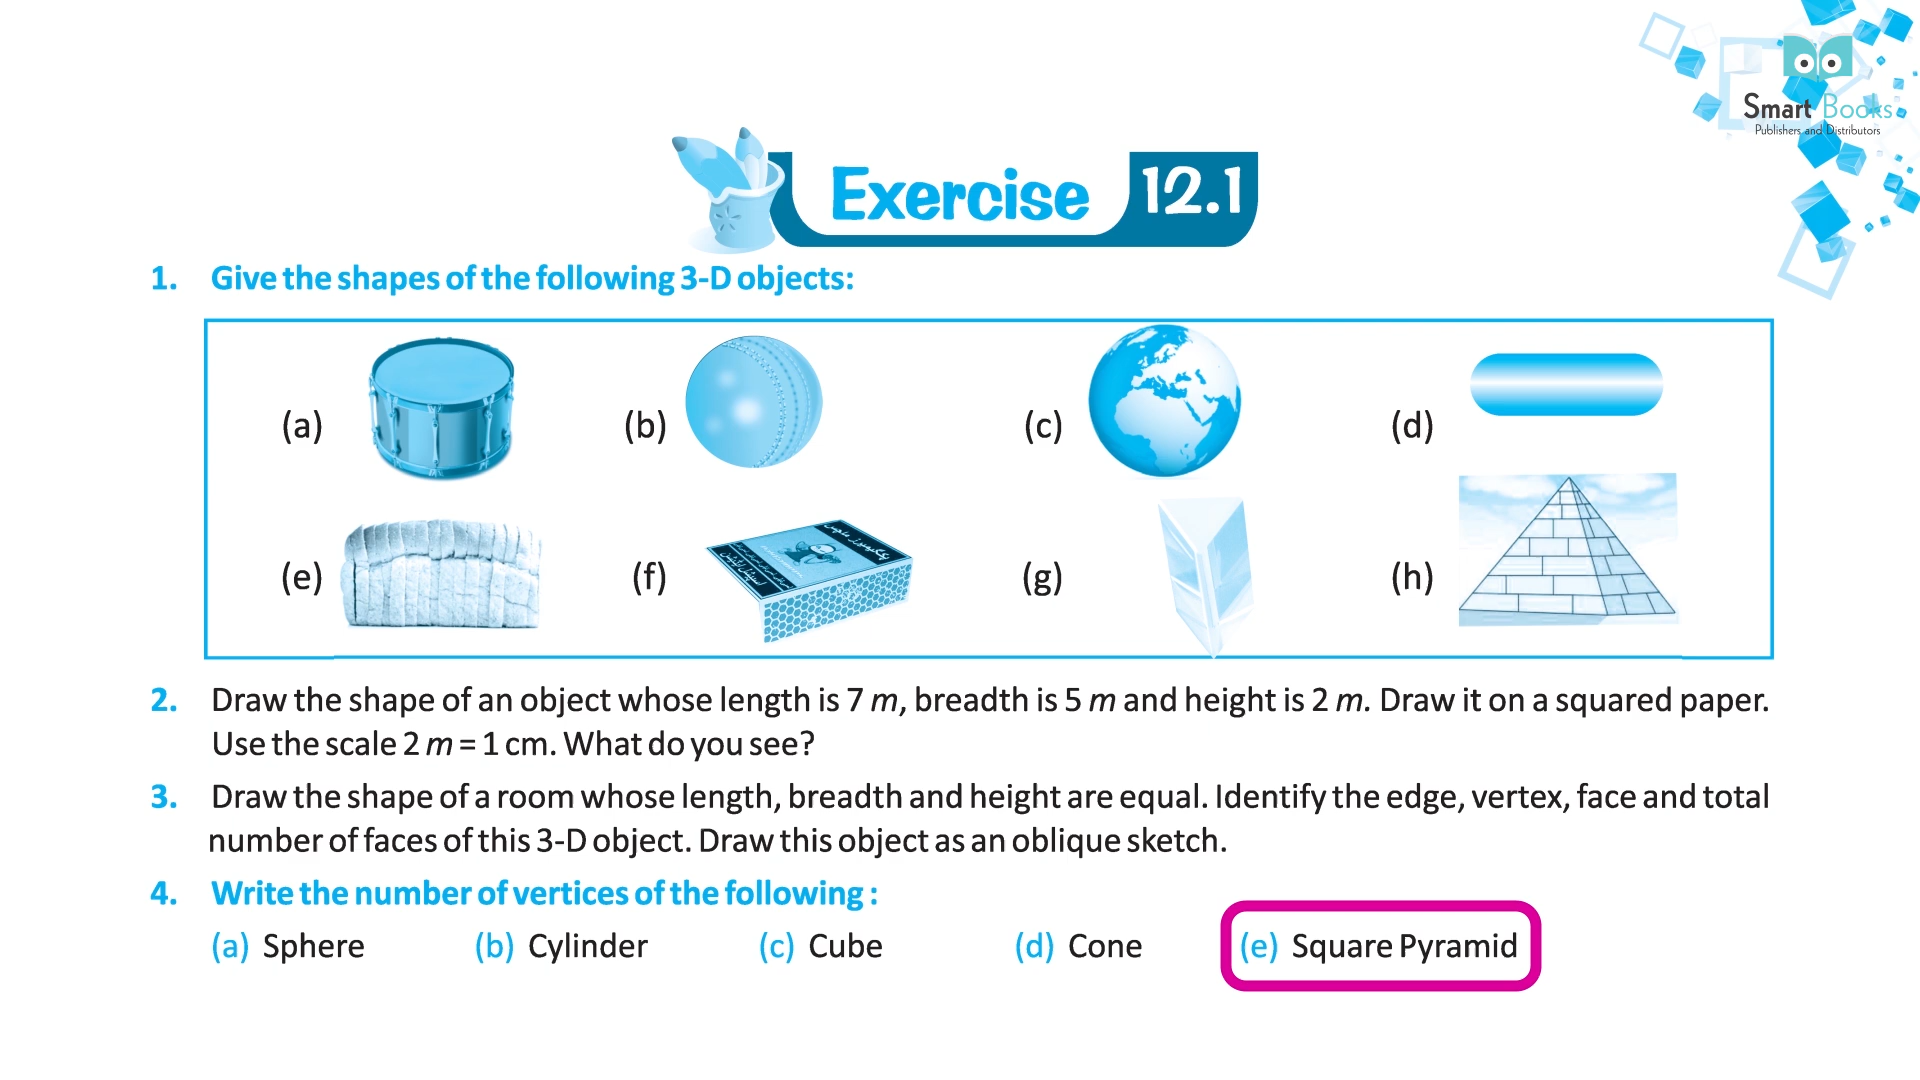 Smart Books
Publishers and Distributors
Exercise 12.1
1. Give the shapes of the following 3-D objects:
(a) (b) (c) (d)
(e) (f) (g) (h)
2. Draw the shape of an object whose length is 7 m, breadth is 5 m and height is 2 m. Draw it on a squared paper.
Use the scale 2 m = 1 cm. What do you see?
3. Draw the shape of a room whose length, breadth and height are equal. Identify the edge, vertex, face and total
number of faces of this 3-D object. Draw this object as an oblique sketch.
4. Write the number of vertices of the following :
(a) Sphere (b) Cylinder (c) Cube (d) Cone (e) Square Pyramid